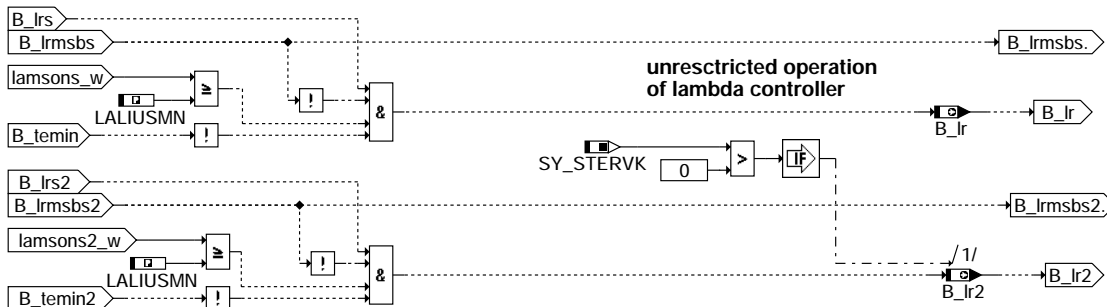 B_lrs
B_lrmsbs
B_lrmsbs.
lamsons_w
unresctricted operation
of lambda controller
≥
!
LALIUSMN
&
B_lr
B_lr
B_temin
!
SY_STERVK
>
IF
0
B_lrs2
B_lrmsbs2
B_lrmsbs2.
lamsons2_w
≥
!
/1/
LALIUSMN
&
B_lr2
B_lr2
B_temin2
!